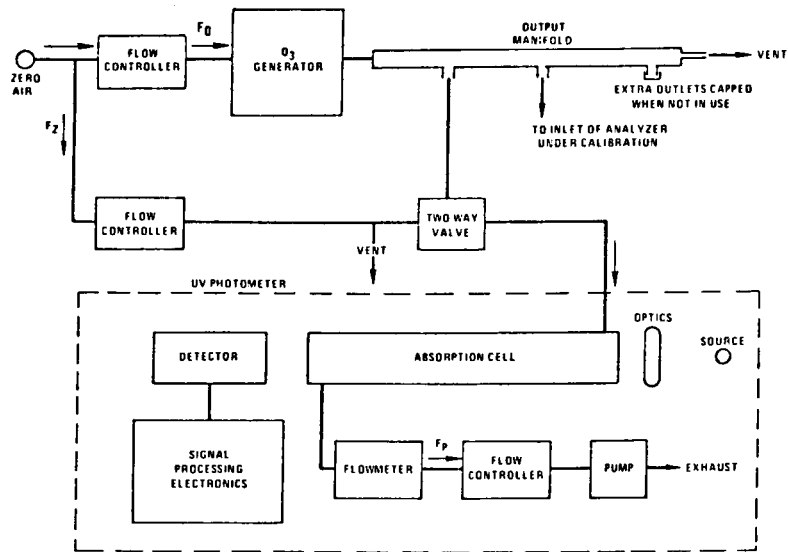 ZERO
AIR
FLOW
CONTROLLER
FO
O3
GENERATOR
OUTPUT
MANIFOLD
VENT
EXTRA OUTLETS CAPPED
WHEN NOT IN USE
TO INLET OF ANALYZER
UNDER CALIBRATION
FZ
FLOW
CONTROLLER
VENT
TWO WAY
VALVE
UV PHOTOMETER
DETECTOR
ABSORPTION CELL
OPTICS
SOURCE
SIGNAL
PROCESSING
ELECTRONICS
FLOWMETER
FP
FLOW
CONTROLLER
PUMP
EXHAUST